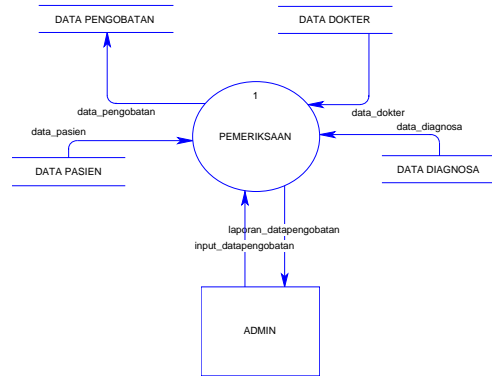 DATA PENGOBATAN
DATA DOKTER
1
data_pengobatan
data_dokter
data_pasien
data_diagnosa
PEMERIKSAAN
DATA PASIEN
DATA DIAGNOSA
laporan_datapengobatan
input_datapengobatan
ADMIN